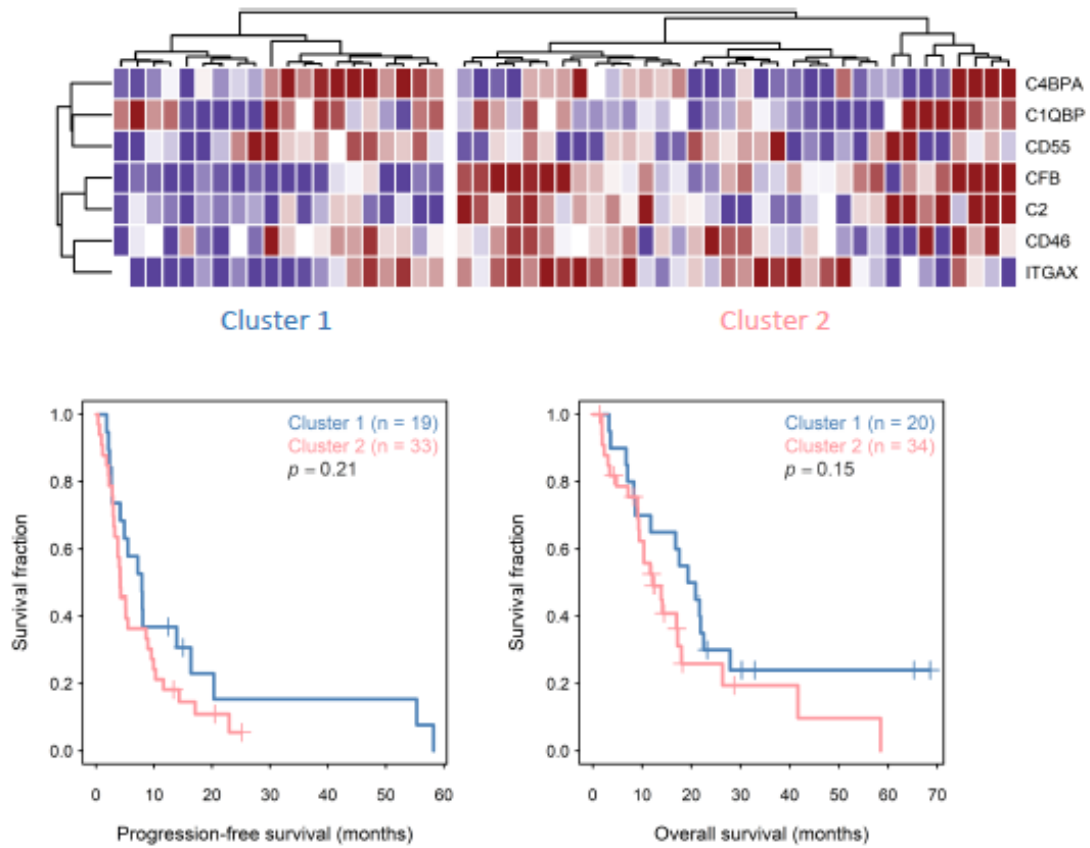 C4BPA
C1QBP
CD55
CFB
C2
CD46
ITGAX
Cluster 1
Cluster 2
1.0
0.8
0.6
0.4
0.2
0.0
Survival fraction
Cluster 1 (n = 19)
Cluster 2 (n = 33)
p = 0.21
0 10 20 30 40 50 60
Progression-free survival (months)
1.0
0.8
0.6
0.4
0.2
0.0
Survival fraction
Cluster 1 (n = 20)
Cluster 2 (n = 34)
p = 0.15
0 10 20 30 40 50 60 70
Overall survival (months)